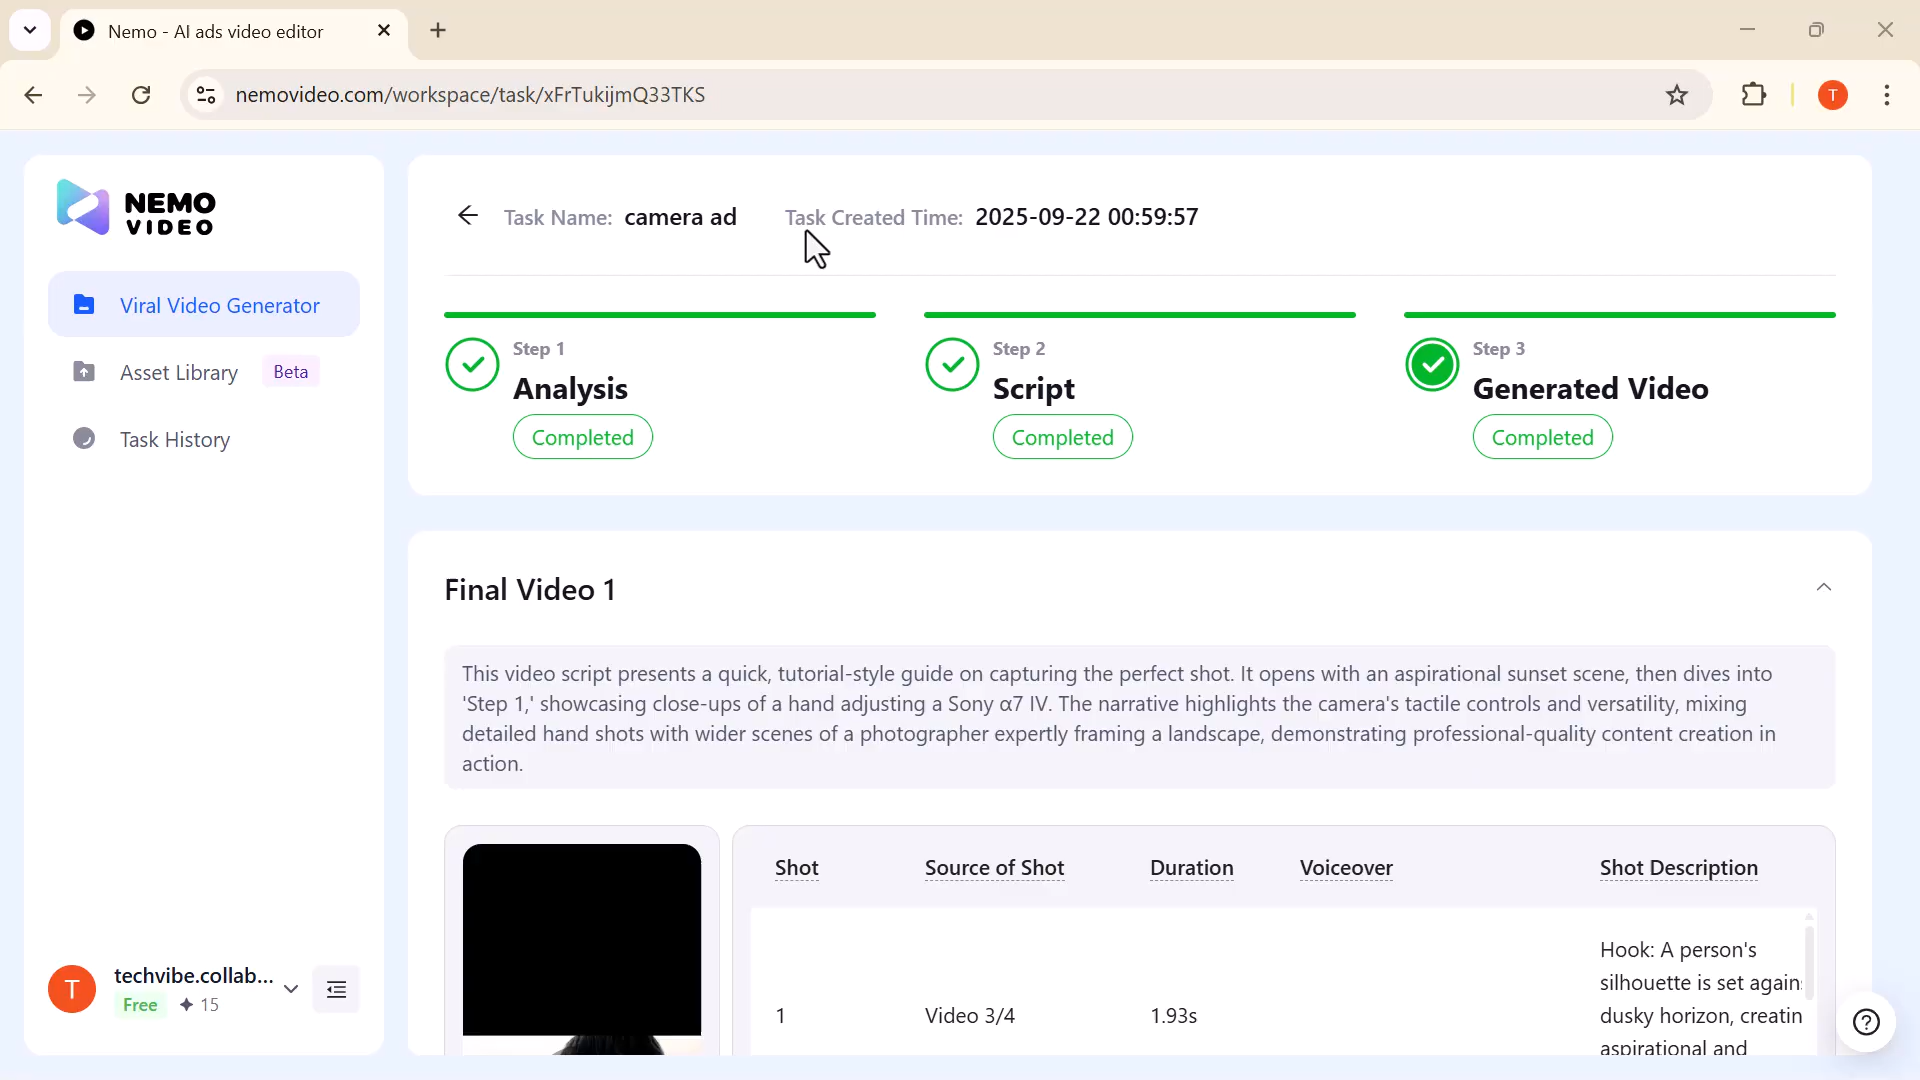 Nemo - AI ads video editor
nemovideo.com/workspace/task/xFrTukijmQ33TKS
T
NEMO
VIDEO
Viral Video Generator
Asset Library
Beta
Task History
T
techvibe.collab...
Free
15
Task Name: camera ad
Task Created Time: 2025-09-22 00:59:57
Step 1
Analysis
Completed
Step 2
Script
Completed
Step 3
Generated Video
Completed
Final Video 1
This video script presents a quick, tutorial-style guide on capturing the perfect shot. It opens with an aspirational sunset scene, then dives into
'Step 1,' showcasing close-ups of a hand adjusting a Sony α7 IV. The narrative highlights the camera's tactile controls and versatility, mixing
detailed hand shots with wider scenes of a photographer expertly framing a landscape, demonstrating professional-quality content creation in
action.
Shot
Source of Shot
Duration
Voiceover
Shot Description
1
Video 3/4
1.93s
Hook: A person's
silhouette is set again
dusky horizon, creatin
aspirational and